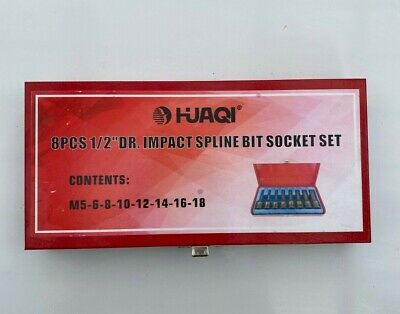 HUAQI
8PCS 1/2"DR. IMPACT SPLINE BIT SOCKET SET
CONTENTS:
M5-6-8-10-12-14-16-18